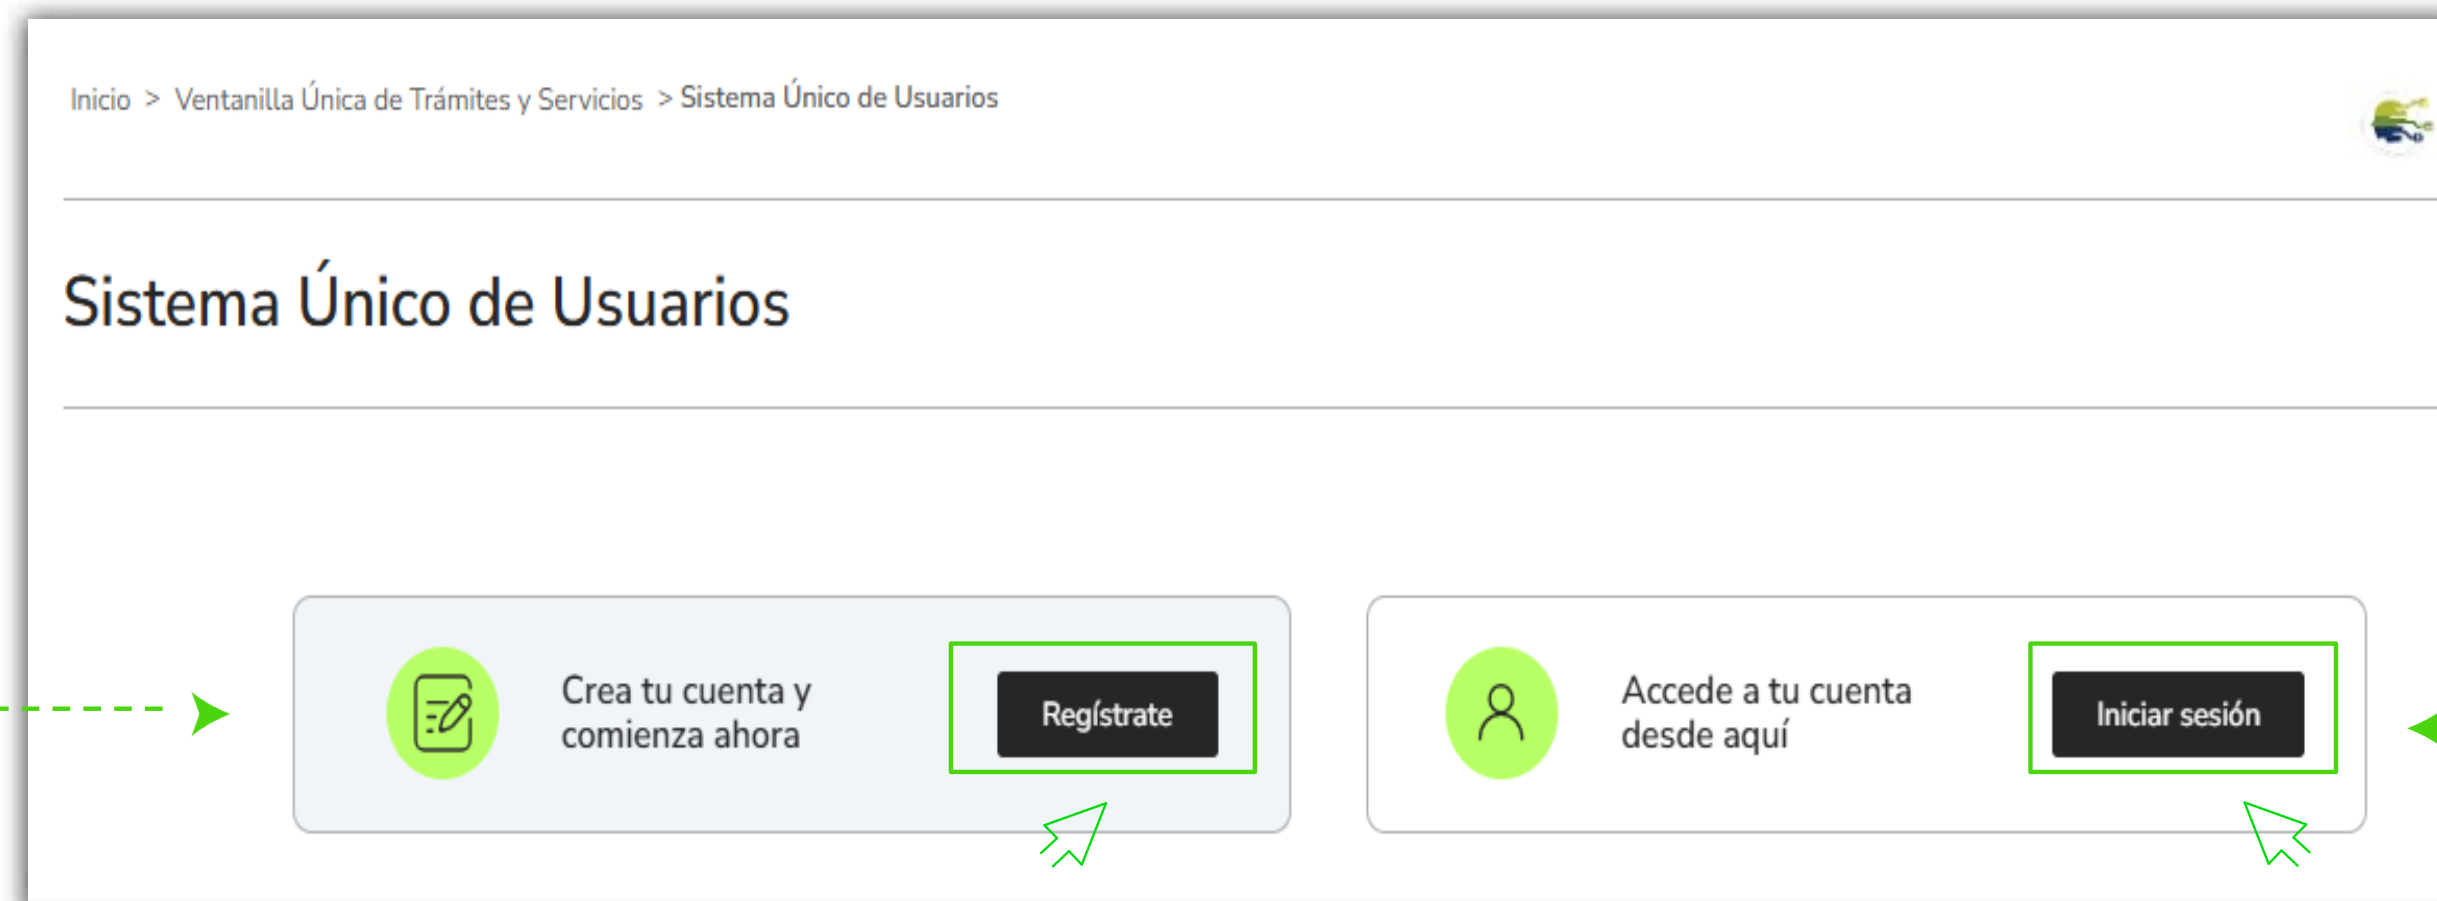 Inicio > Ventanilla Única de Trámites y Servicios > Sistema Único de Usuarios
Sistema Único de Usuarios
Crea tu cuenta y
comienza ahora
Regístrate
Accede a tu cuenta
desde aquí
Iniciar sesión